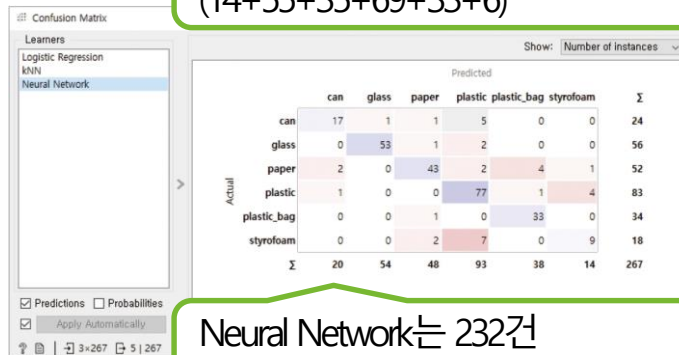 (14+55+35+69+33+6)
Confusion Matrix
Learners
Logistic Regression
kNN
Neural Network
Show: Number of instances
Predicted
can glass paper plastic plastic_bag styrofoam Σ
can 17 1 1 5 0 0 24
glass 0 53 1 2 0 0 56
paper 2 0 43 2 4 1 52
Actual
plastic 1 0 0 77 1 4 83
plastic_bag 0 0 1 0 33 0 34
styrofoam 0 0 2 7 0 9 18
Σ 20 54 48 93 38 14 267
>
Predictions Probabilities
Apply Automatically
? 3×267 5 | 267
Neural Network는 232건